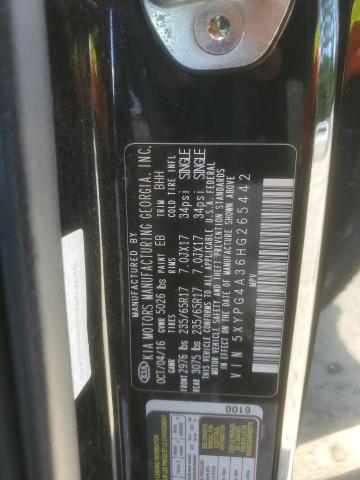 MANUFACTURED BY
KIA MOTORS MANUFACTURING GEORGIA, INC.
OCT/04/16 GVWR 5026 lbs PAINT EB TRIM BHH
GAWR TIRES RIMS COLD TIRE INFL
FRONT 2976 lbs 235/65R17 7.0JX17 34psi SINGLE
REAR 3075 lbs 235/65R17 7.0JX17 34psi SINGLE
THIS VEHICLE CONFORMS TO ALL APPLICABLE U.S.A. FEDERAL
MOTOR VEHICLE SAFETY AND THEFT PREVENTION STANDARDS
IN EFFECT ON THE DATE OF MANUFACTURE SHOWN ABOVE
VIN 5XYPG4A36HG265442
MPV
KIA
6100